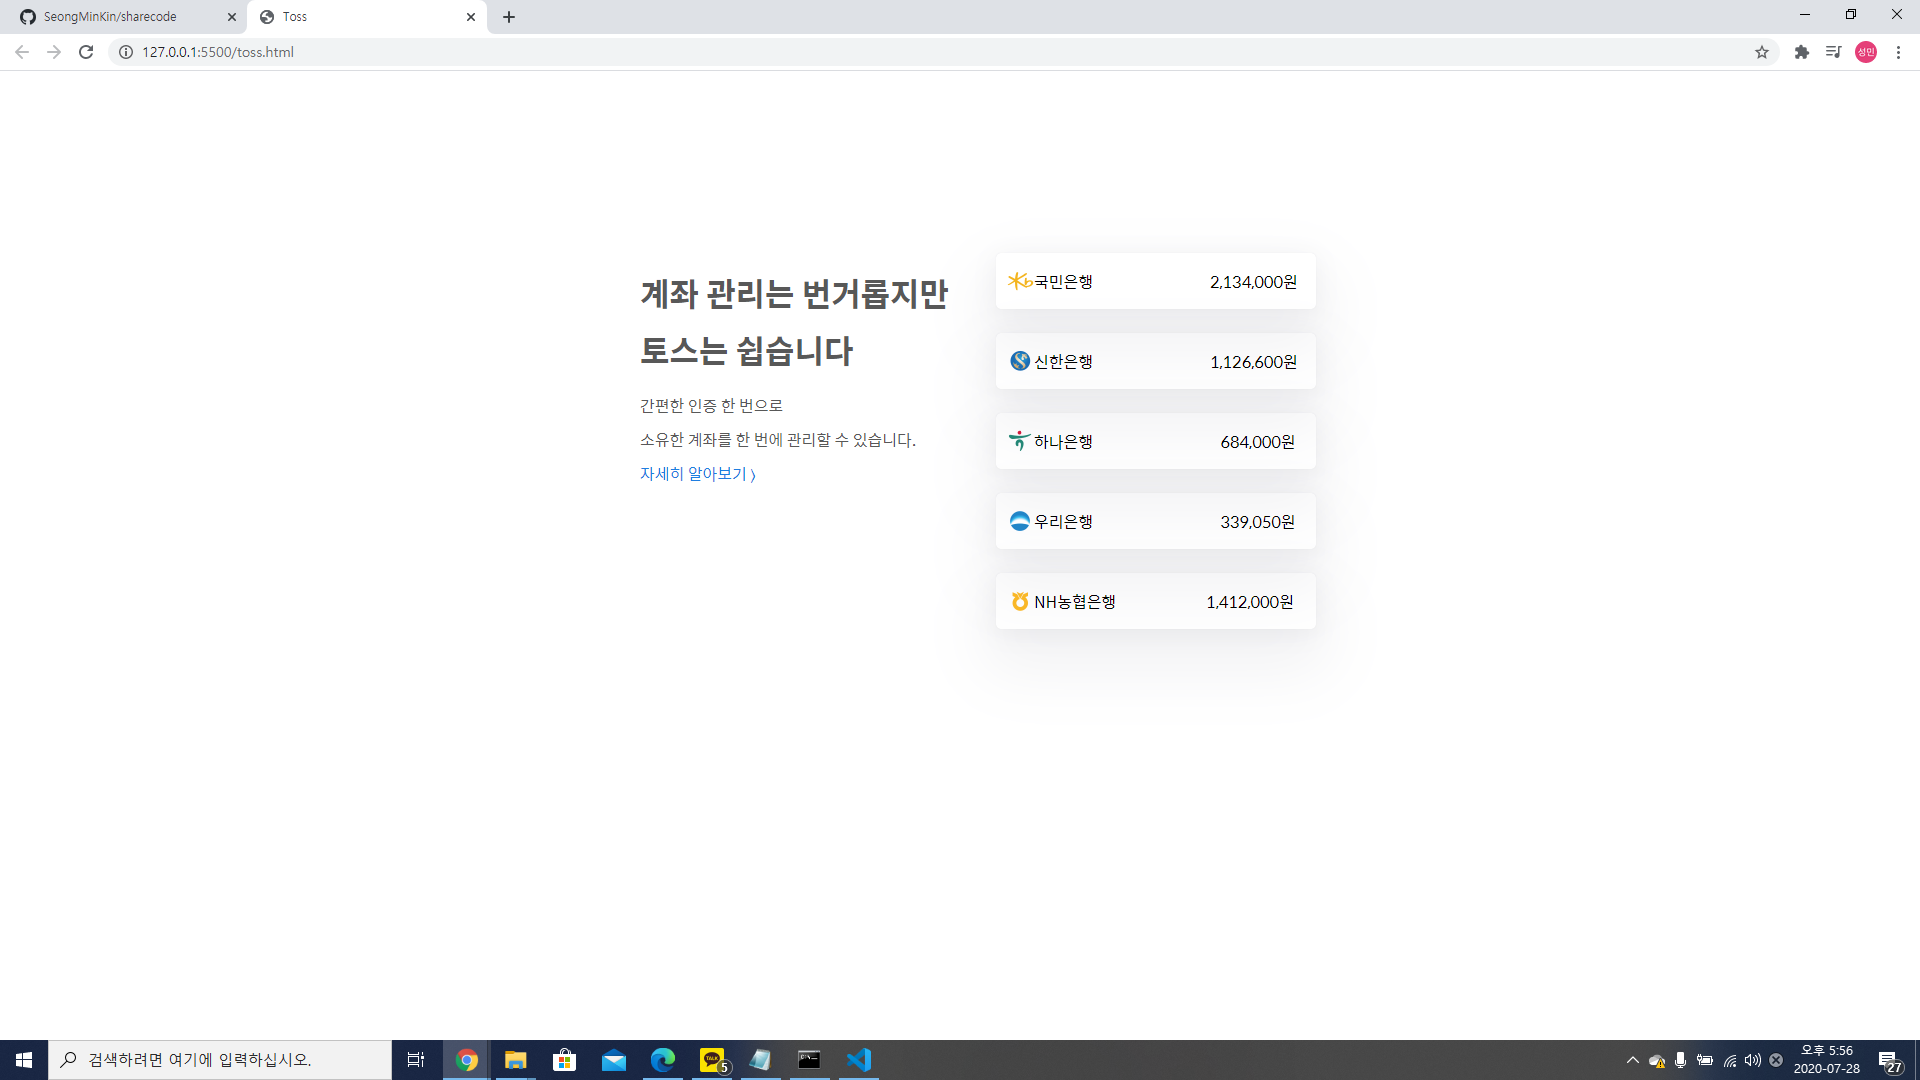 SeongMinKin/sharecode
Toss
127.0.0.1:5500/toss.html
성민
계좌 관리는 번거롭지만
토스는 쉽습니다
간편한 인증 한 번으로
소유한 계좌를 한 번에 관리할 수 있습니다.
자세히 알아보기 〉
국민은행 2,134,000원
신한은행 1,126,600원
하나은행 684,000원
우리은행 339,050원
NH농협은행 1,412,000원
검색하려면 여기에 입력하십시오.
TALK
5
오후 5:56
2020-07-28
27